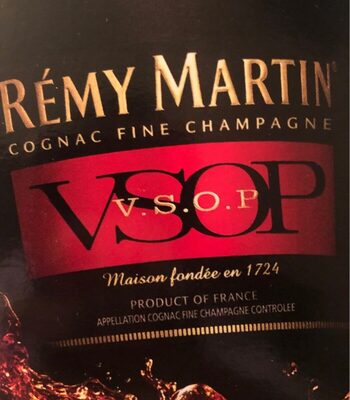 RÉMY MARTIN®
COGNAC FINE CHAMPAGNE
VSOP
V.S.O.P
Maison fondée en 1724
PRODUCT OF FRANCE
APPELLATION COGNAC FINE CHAMPAGNE CONTROLEE